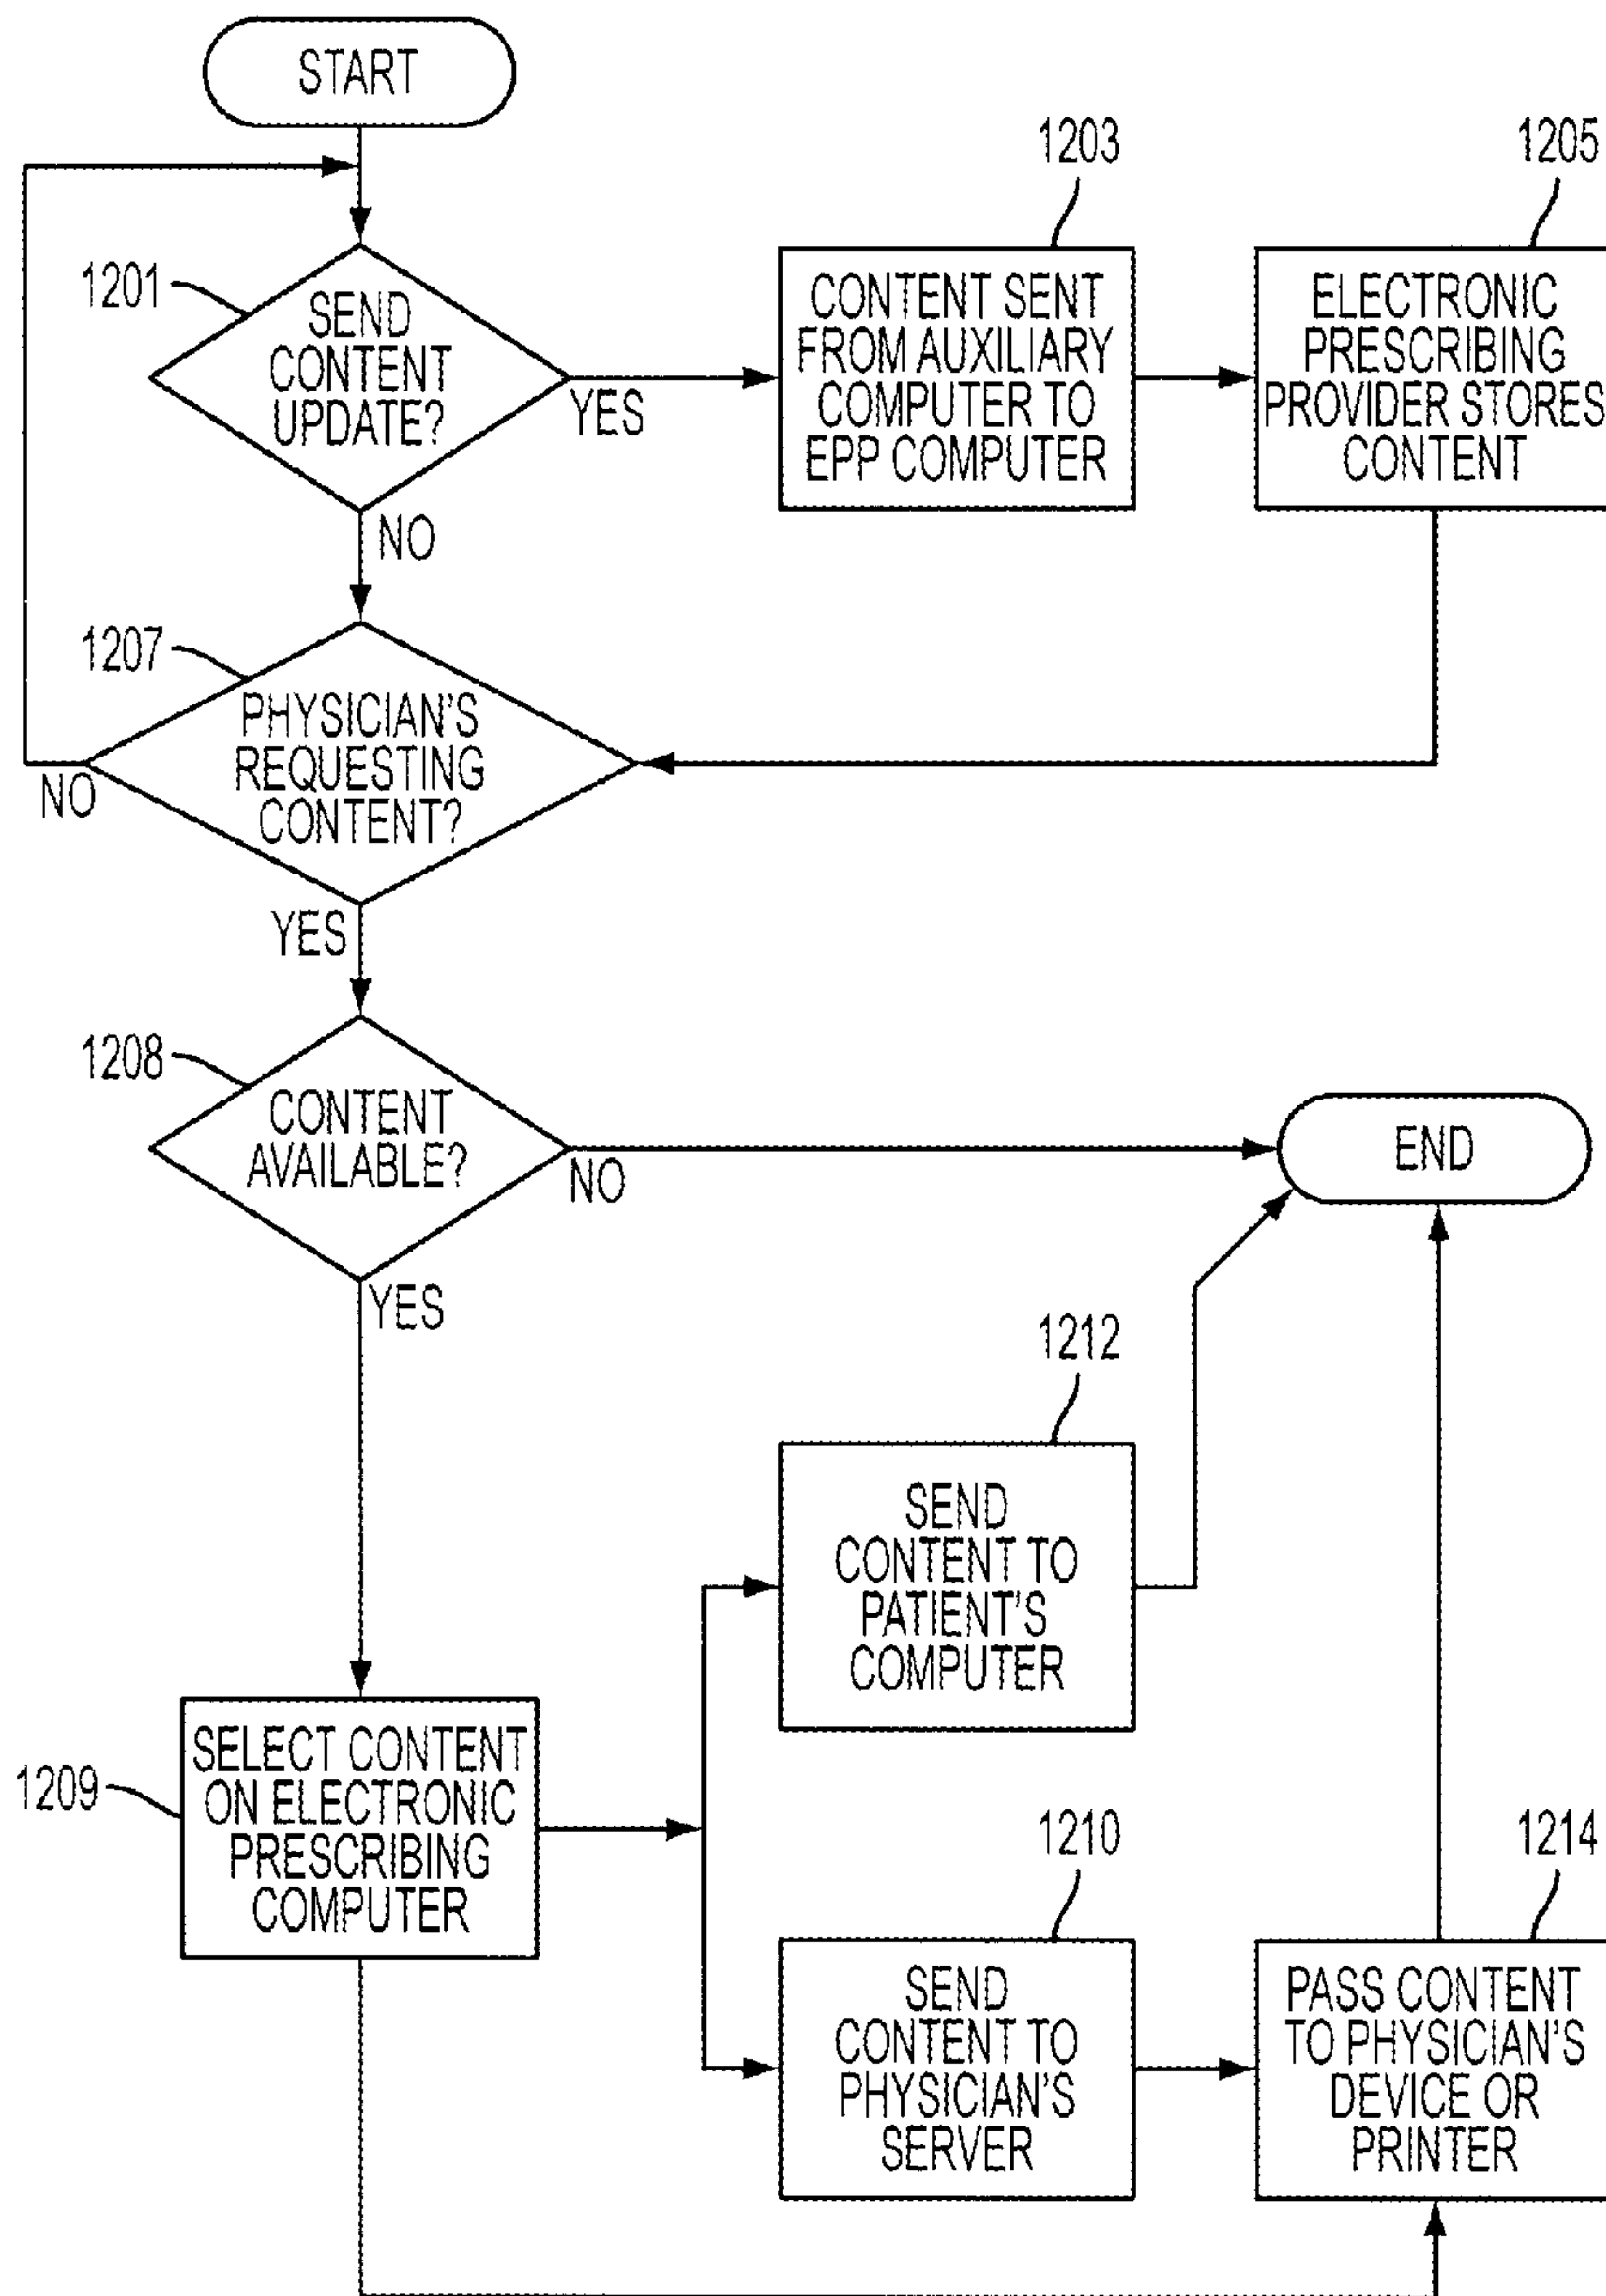 START
1201
SEND
CONTENT
UPDATE?
YES
NO
1203
CONTENT SENT
FROM AUXILIARY
COMPUTER TO
EPP COMPUTER
1205
ELECTRONIC
PRESCRIBING
PROVIDER STORES
CONTENT
1207
PHYSICIAN'S
REQUESTING
CONTENT?
NO
YES
1208
CONTENT
AVAILABLE?
NO
YES
END
1212
SEND
CONTENT TO
PATIENT'S
COMPUTER
1209
SELECT CONTENT
ON ELECTRONIC
PRESCRIBING
COMPUTER
1210
SEND
CONTENT TO
PHYSICIAN'S
SERVER
1214
PASS CONTENT
TO PHYSICIAN'S
DEVICE OR
PRINTER